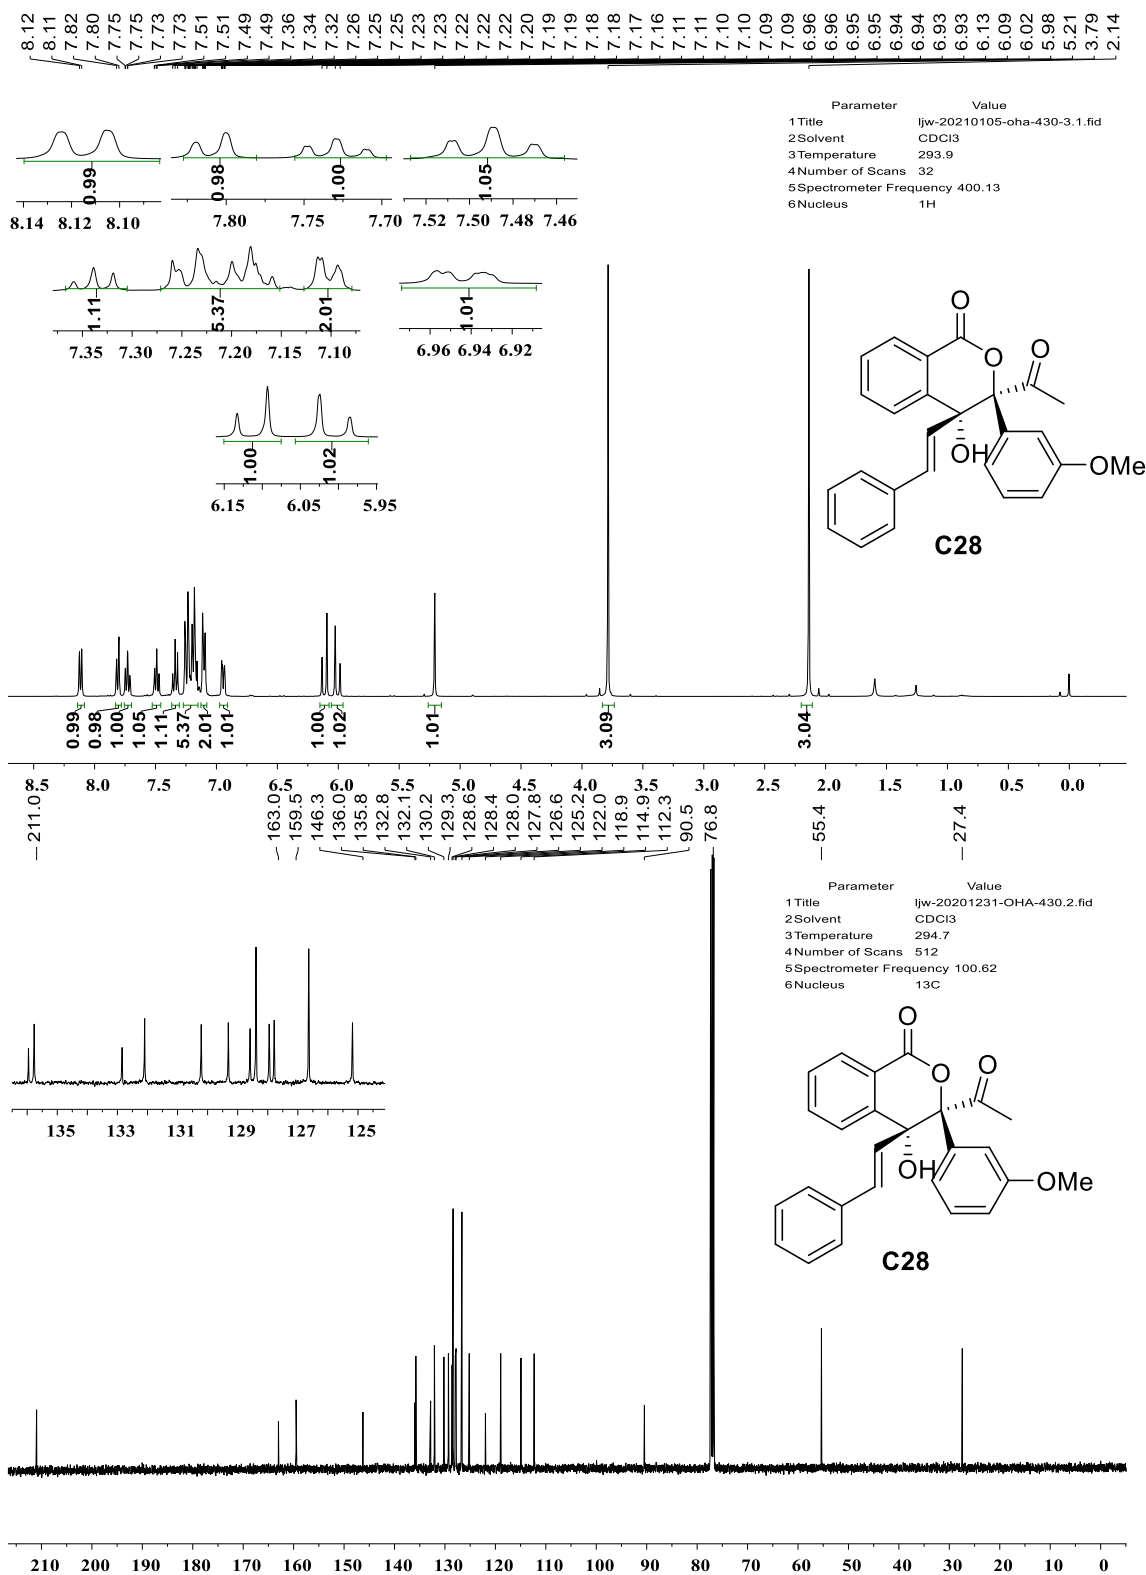 8.12 8.11 7.82 7.80 7.75 7.75 7.73 7.73 7.51 7.51 7.49 7.49 7.36 7.34 7.32 7.26 7.25 7.25 7.23 7.23 7.22 7.22 7.22 7.20 7.19 7.19 7.18 7.18 7.17 7.16 7.11 7.11 7.10 7.10 7.09 7.09 6.96 6.96 6.95 6.95 6.94 6.94 6.93 6.93 6.13 6.09 6.02 5.98 5.21 3.79 2.14
Parameter Value
1 Title ljw-20210105-oha-430-3.1.fid
2 Solvent CDCl3
3 Temperature 293.9
4 Number of Scans 32
5 Spectrometer Frequency 400.13
6 Nucleus 1H
0.99 0.98 1.00 1.05
8.14 8.12 8.10 7.80 7.75 7.70 7.52 7.50 7.48 7.46
1.11 5.37 2.01 1.01
7.35 7.30 7.25 7.20 7.15 7.10 6.96 6.94 6.92
1.00 1.02
6.15 6.05 5.95
O
O
O
OH
OMe
C28
0.99 0.98 1.00 1.05 1.11 5.37 2.01 1.01 1.00 1.02 1.01 3.09 3.04
8.5 8.0 7.5 7.0 6.5 6.0 5.5 5.0 4.5 4.0 3.5 3.0 2.5 2.0 1.5 1.0 0.5 0.0
211.0 163.0 159.5 146.3 136.0 135.8 132.8 132.1 130.2 129.3 128.6 128.4 128.0 127.8 126.6 125.2 122.0 118.9 114.9 112.3 90.5 76.8 55.4 27.4
Parameter Value
1 Title ljw-20201231-OHA-430.2.fid
2 Solvent CDCl3
3 Temperature 294.7
4 Number of Scans 512
5 Spectrometer Frequency 100.62
6 Nucleus 13C
135 133 131 129 127 125
O
O
O
OH
OMe
C28
210 200 190 180 170 160 150 140 130 120 110 100 90 80 70 60 50 40 30 20 10 0